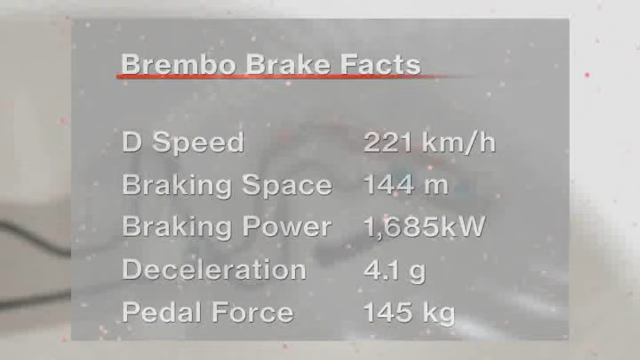 Brembo Brake Facts
D Speed 221 km/h
Braking Space 144 m
Braking Power 1,685kW
Deceleration 4.1 g
Pedal Force 145 kg